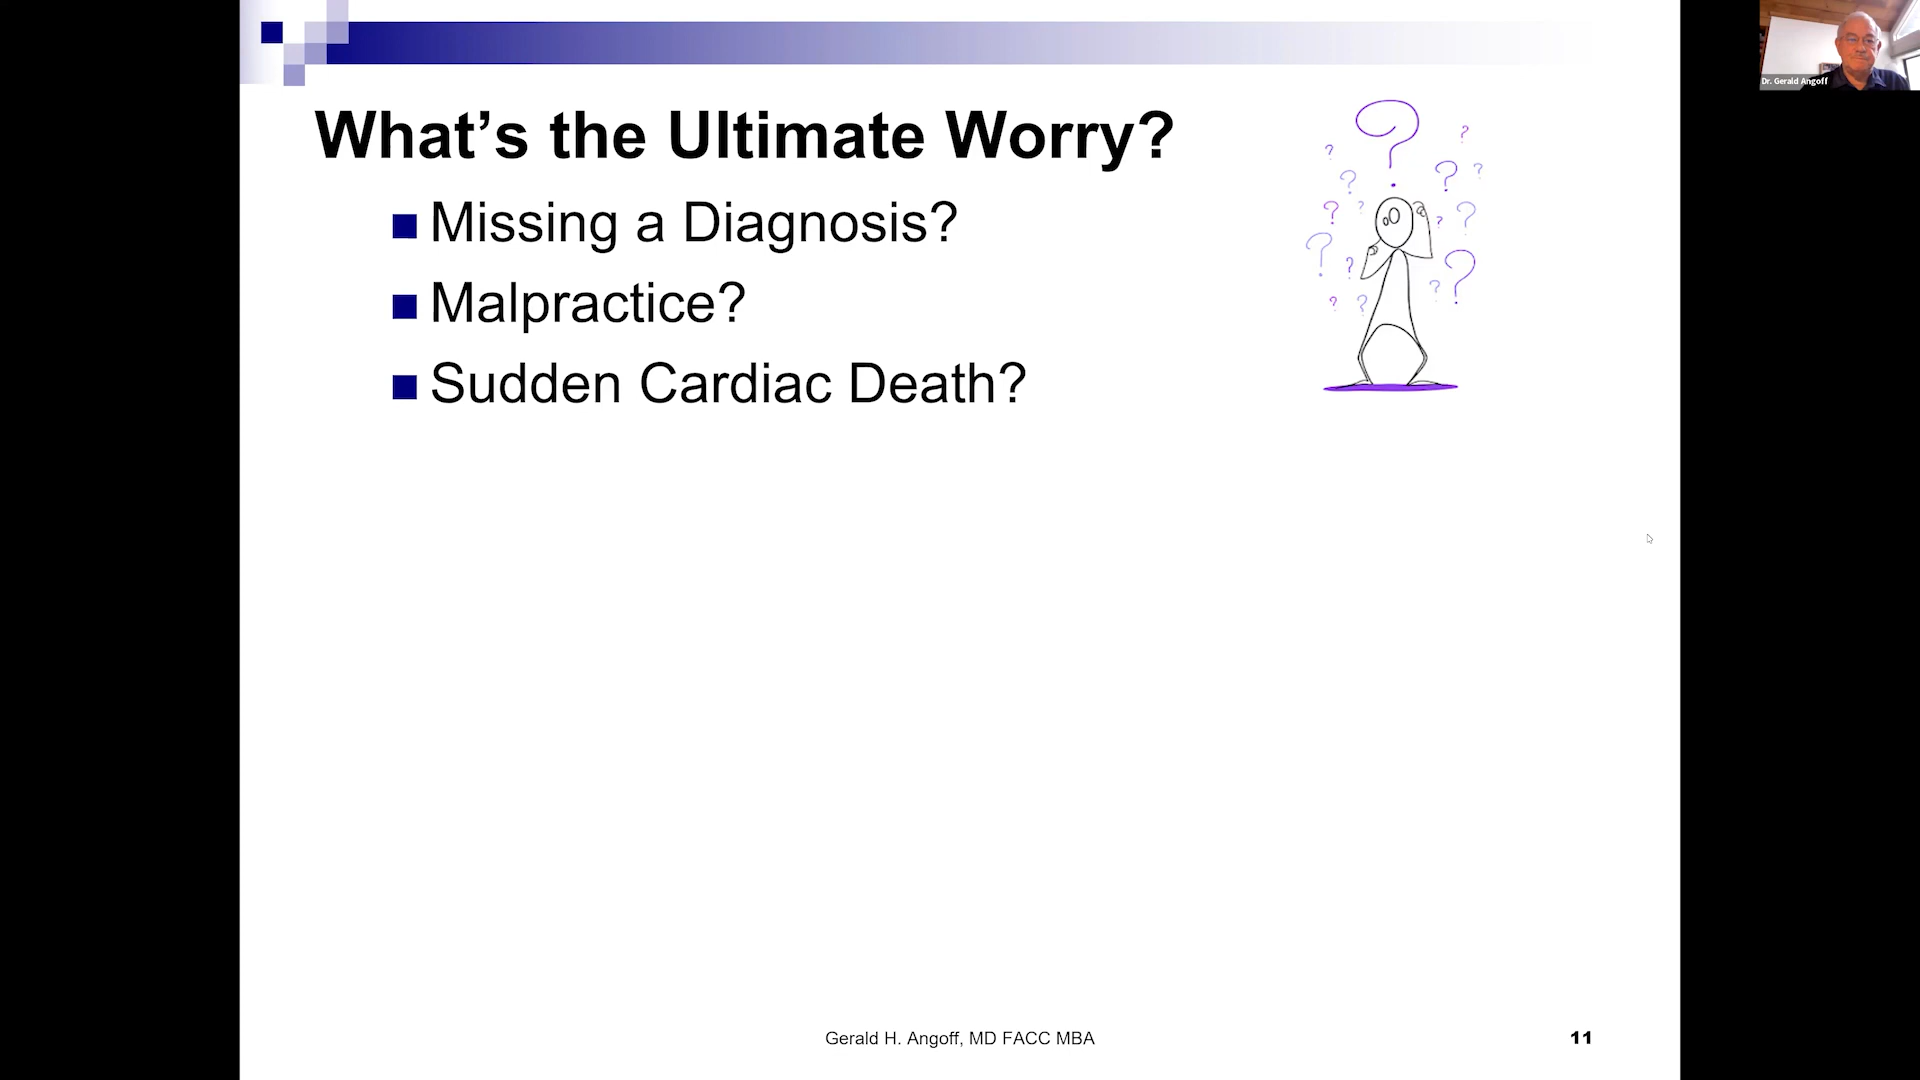 Dr. Gerald Angoff
What’s the Ultimate Worry?
Missing a Diagnosis?
Malpractice?
Sudden Cardiac Death?
? ? ? ? ? ? ? ? ? ? ? ? ? ? ? ? ?
Gerald H. Angoff, MD FACC MBA
11